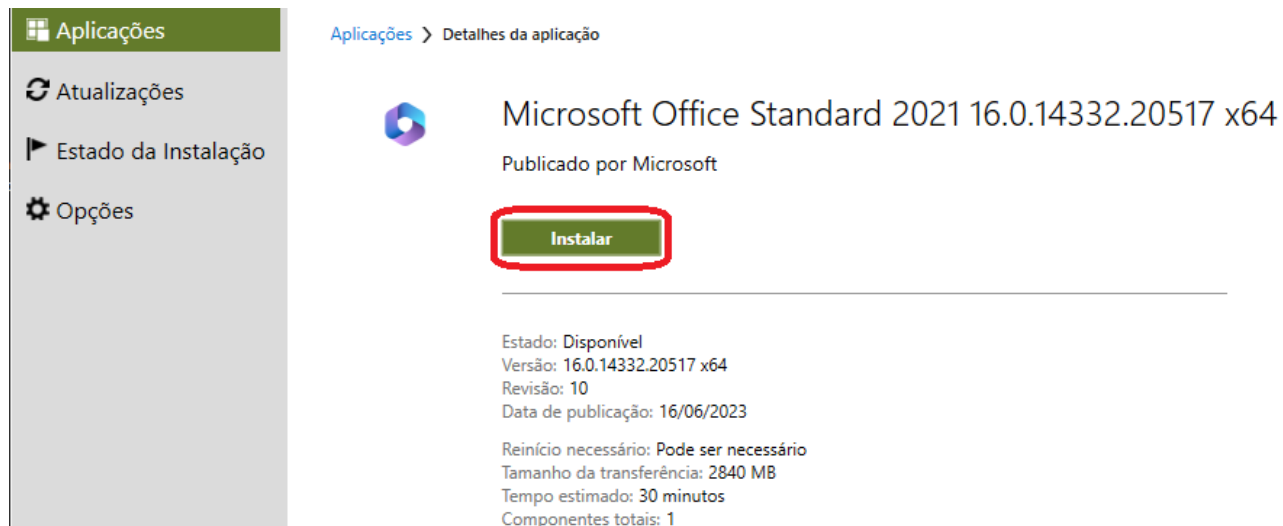 Aplicações
Atualizações
Estado da Instalação
Opções
Aplicações ❯ Detalhes da aplicação
Microsoft Office Standard 2021 16.0.14332.20517 x64
Publicado por Microsoft
Instalar
Estado: Disponível
Versão: 16.0.14332.20517 x64
Revisão: 10
Data de publicação: 16/06/2023
Reinício necessário: Pode ser necessário
Tamanho da transferência: 2840 MB
Tempo estimado: 30 minutos
Componentes totais: 1